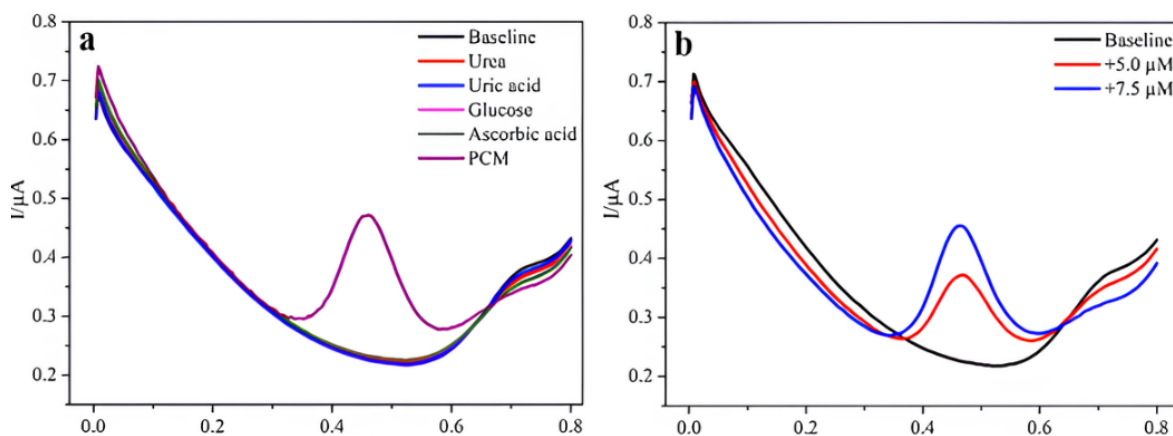 a
Baseline
Urea
Uric acid
Glucose
Ascorbic acid
PCM
I/µA
0.8
0.7
0.6
0.5
0.4
0.3
0.2
0.0 0.2 0.4 0.6 0.8
b
Baseline
+5.0 µM
+7.5 µM
I/µA
0.8
0.7
0.6
0.5
0.4
0.3
0.2
0.0 0.2 0.4 0.6 0.8